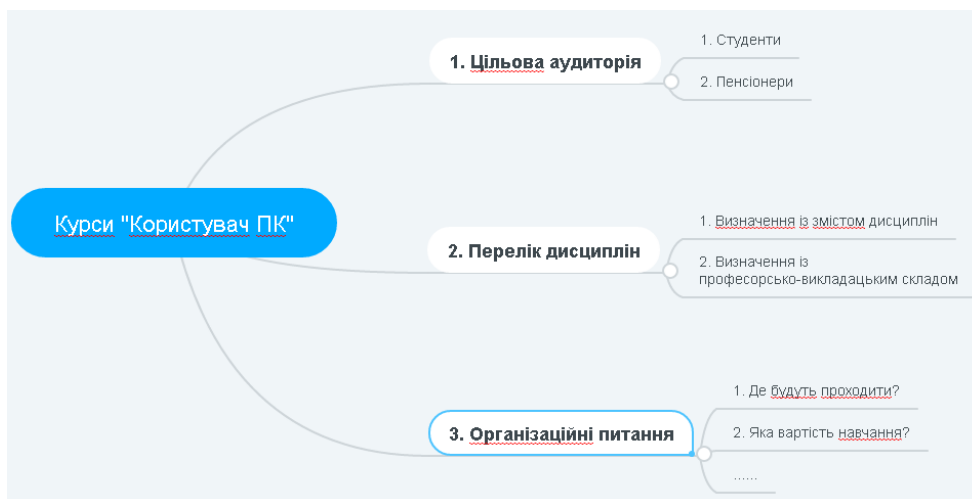 Курси "Користувач ПК"
1. Цільова аудиторія
1. Студенти
2. Пенсіонери
2. Перелік дисциплін
1. Визначення із змістом дисциплін
2. Визначення із
професорсько-викладацьким складом
3. Організаційні питання
1. Де будуть проходити?
2. Яка вартість навчання?
......